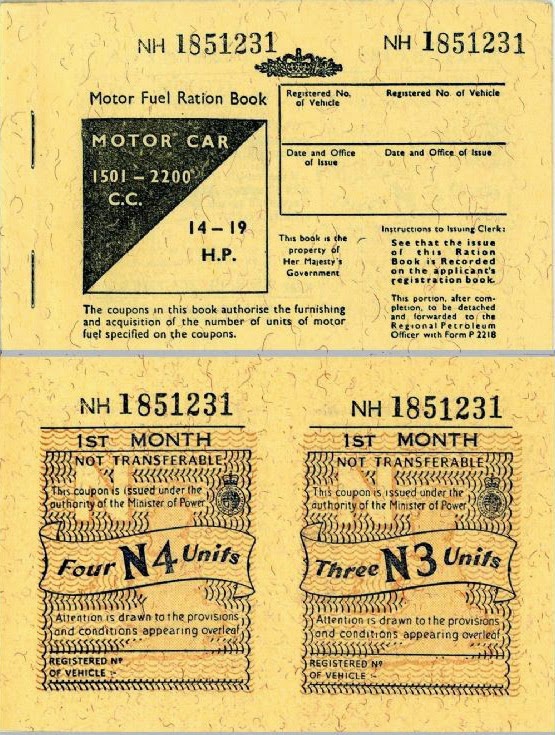 NH 1851231
NH 1851231
Motor Fuel Ration Book
MOTOR CAR
1501 – 2200
C.C.
14 – 19
H.P.
The coupons in this book authorise the furnishing
and acquisition of the number of units of motor
fuel specified on the coupons.
Registered No.
of Vehicle
Registered No. of Vehicle
Date and Office
of Issue
Date and Office of Issue
This book is the
property of
Her Majesty's
Government
Instructions to Issuing Clerk:
See that the issue
of this Ration
Book is Recorded
on the applicant's
registration book.
This portion, after com-
pletion, to be detached
and forwarded to the
Regional Petroleum
Officer with Form P 221B
NH 1851231
1ST MONTH
NOT TRANSFERABLE
This coupon is issued under the
authority of the Minister of Power
Four N4 Units
Attention is drawn to the provisions
and conditions appearing overleaf
REGISTERED Nº
OF VEHICLE :-
NH 1851231
1ST MONTH
NOT TRANSFERABLE
This coupon is issued under the
authority of the Minister of Power
Three N3 Units
Attention is drawn to the provisions
and conditions appearing overleaf
REGISTERED Nº
OF VEHICLE :-